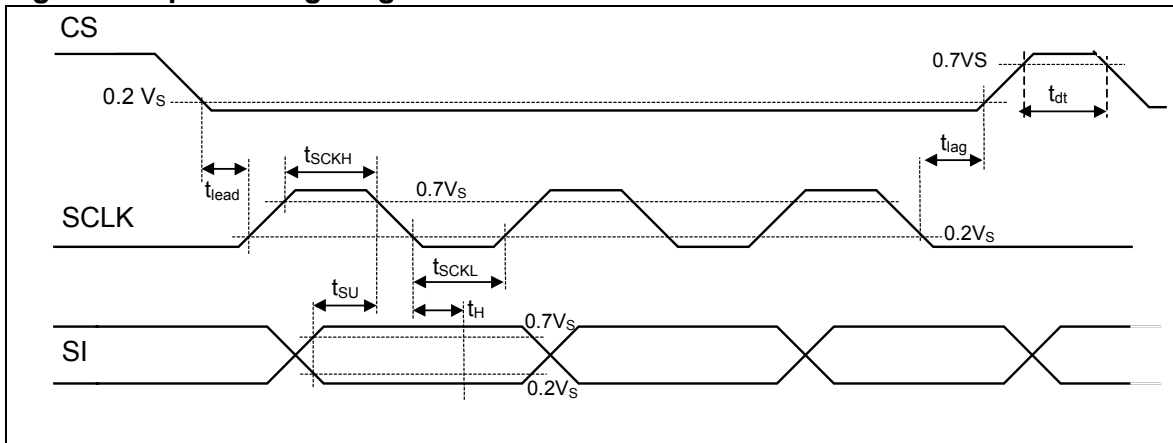 CS
0.7VS
0.2 VS
tdt
tlag
tSCKH
tlead
0.7VS
SCLK
0.2VS
tSCKL
tSU
tH
0.7VS
SI
0.2VS